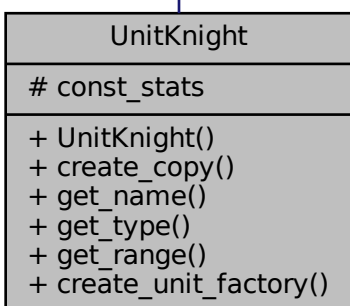 UnitKnight
# const_stats
+ UnitKnight()
+ create_copy()
+ get_name()
+ get_type()
+ get_range()
+ create_unit_factory()